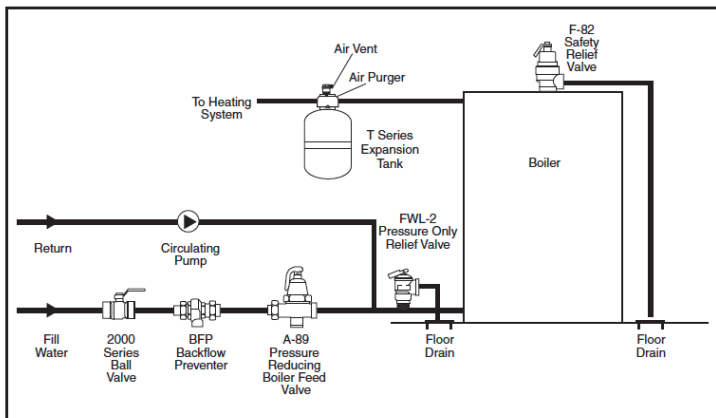 F-82
Safety
Relief
Valve
Air Vent
Air Purger
To Heating
System
T Series
Expansion
Tank
Boiler
FWL-2
Pressure Only
Relief Valve
Return
Circulating
Pump
Fill
Water
2000
Series
Ball
Valve
BFP
Backflow
Preventer
A-89
Pressure
Reducing
Boiler Feed
Valve
Floor
Drain
Floor
Drain